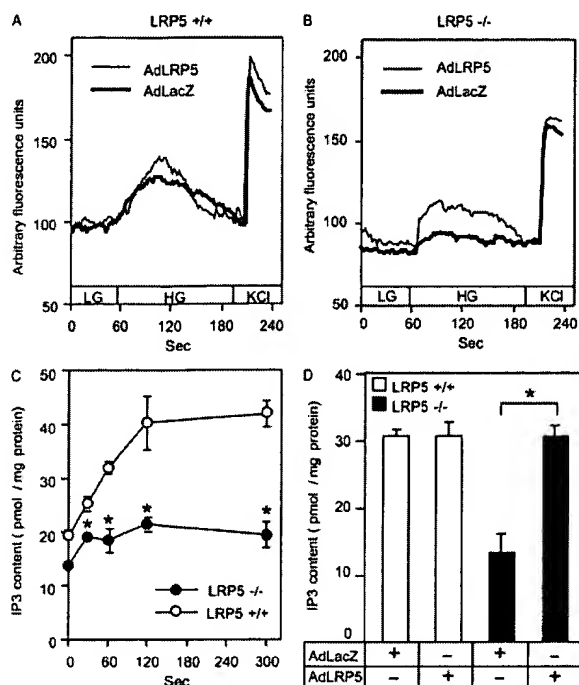 A
LRP5 +/+
AdLRP5
AdLacZ
Arbitrary fluorescence units
200
150
100
50
LG
HG
KCl
0
60
120
180
240
Sec
B
LRP5 -/-
AdLRP5
AdLacZ
Arbitrary fluorescence units
200
150
100
50
LG
HG
KCl
0
60
120
180
240
Sec
C
IP3 content ( pmol / mg protein)
50
40
30
20
10
0
*
*
*
*
LRP5 -/-
LRP5 +/+
0
60
120
180
240
300
Sec
D
LRP5 +/+
LRP5 -/-
*
IP3 content ( pmol / mg protein)
40
30
20
10
0
AdLacZ + – + –
AdLRP5 – + – +